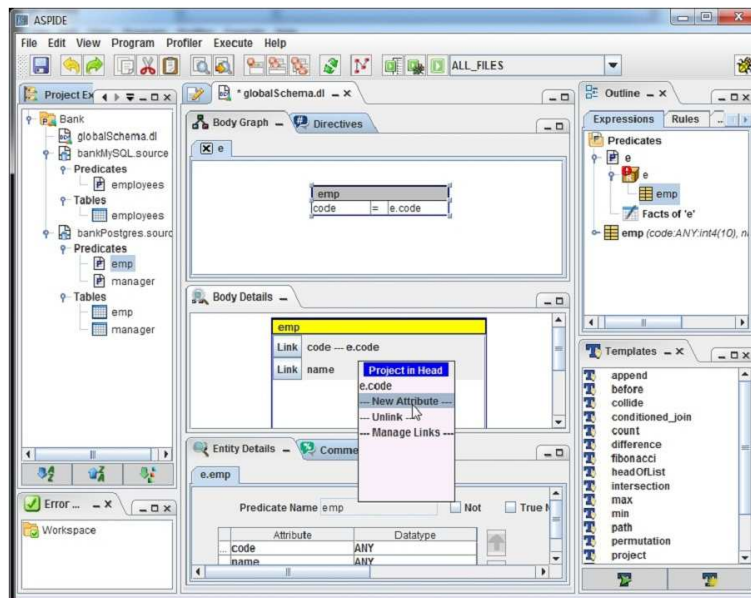 ASPIDE
File Edit View Program Profiler Execute Help
ALL_FILES
Project Ex
Bank
globalSchema.dl
bankMySQL.source
Predicates
employees
Tables
employees
bankPostgres.sourc
Predicates
emp
manager
Tables
emp
manager
Error ...
Workspace
* globalSchema.dl
Body Graph
Directives
e
emp
code = e.code
Body Details
emp
Link code --- e.code
Link name
Project in Head
e.code
--- New Attribute ---
--- Unlink ---
--- Manage Links ---
Entity Details
Comme
e.emp
Predicate Name emp
Not
True
Attribute Datatype
code ANY
name ANY
Outline
Expressions Rules
Predicates
e
e
emp
Facts of 'e'
emp (code:ANY:int4(10), n
Templates
append
before
collide
conditioned_join
count
difference
fibonacci
headOfList
intersection
max
min
path
permutation
project